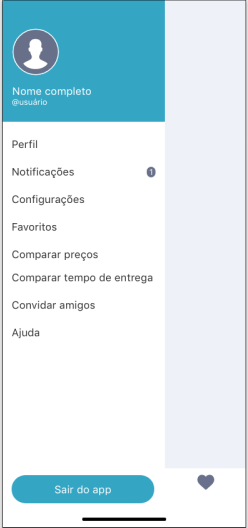 Nome completo
@usuário
Perfil
Notificações 1
Configurações
Favoritos
Comparar preços
Comparar tempo de entrega
Convidar amigos
Ajuda
Sair do app